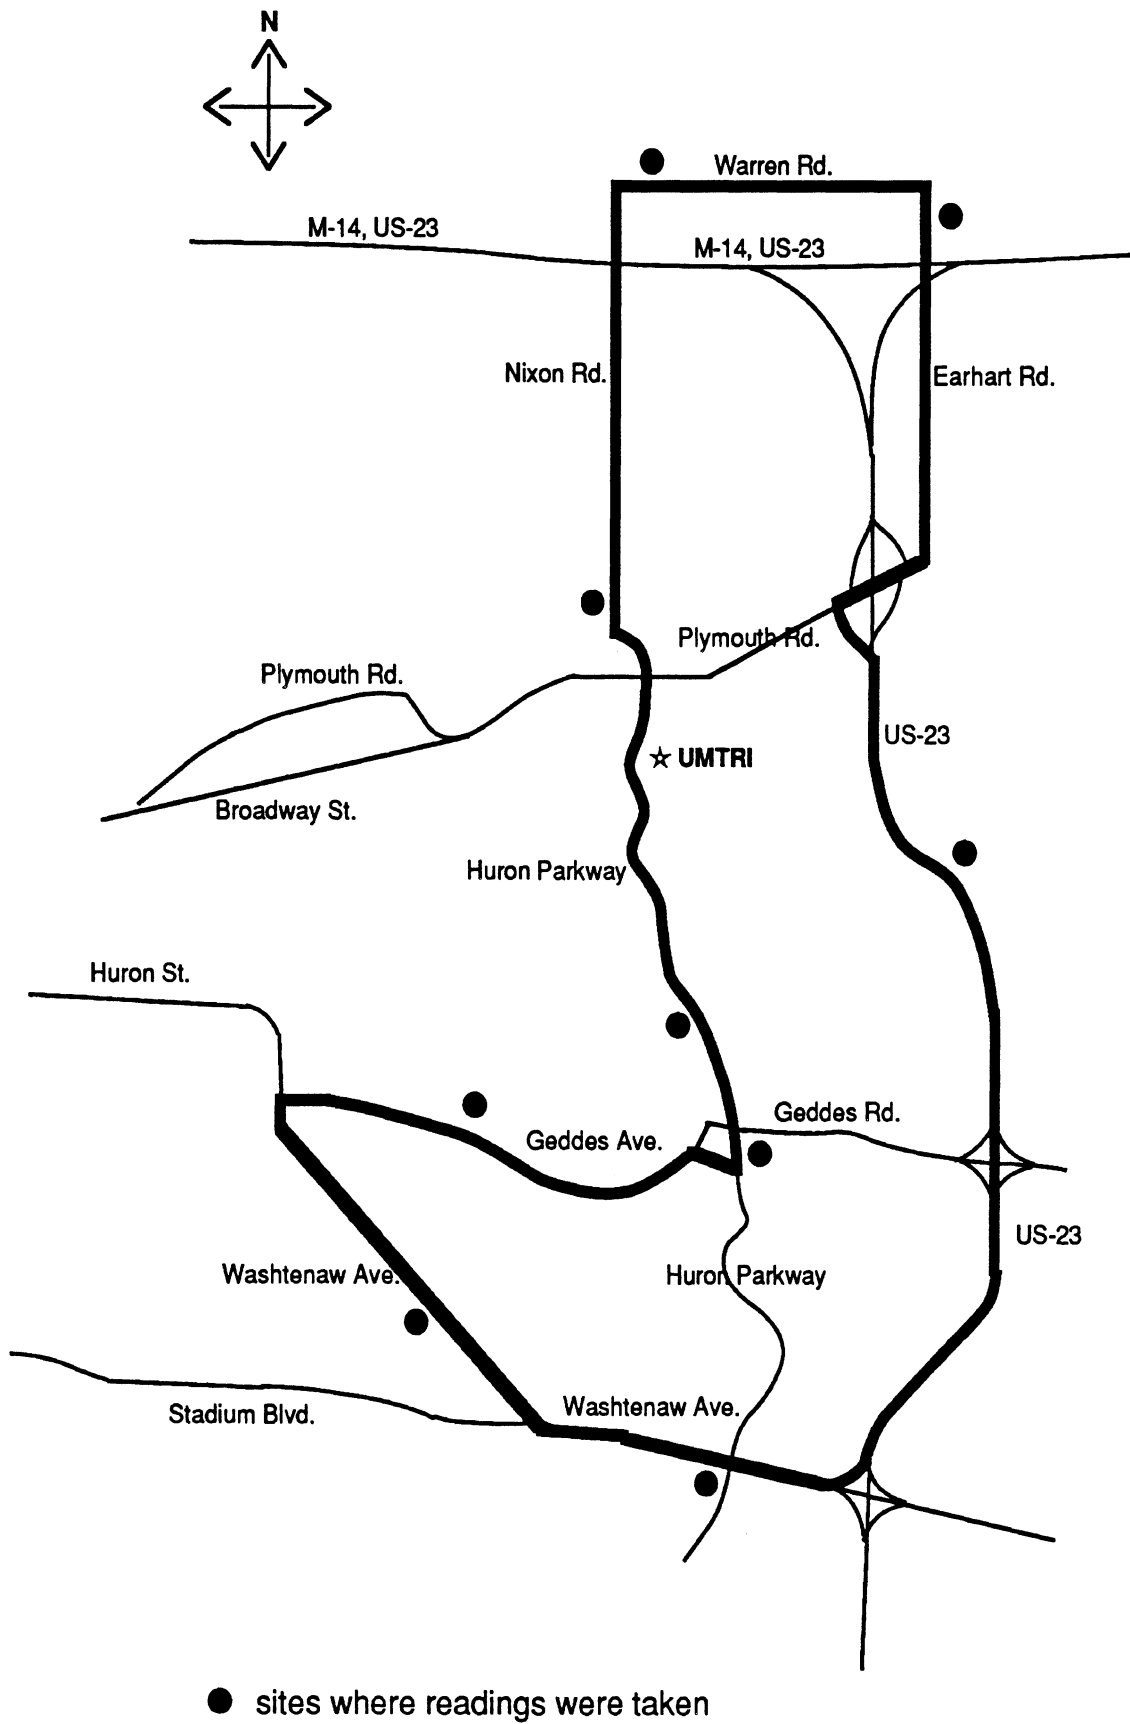 N
Warren Rd.
M-14, US-23
M-14, US-23
Nixon Rd.
Earhart Rd.
Plymouth Rd.
Plymouth Rd.
US-23
☆ UMTRI
Broadway St.
Huron Parkway
Huron St.
Geddes Rd.
Geddes Ave.
US-23
Washtenaw Ave.
Huron Parkway
Washtenaw Ave.
Stadium Blvd.
sites where readings were taken